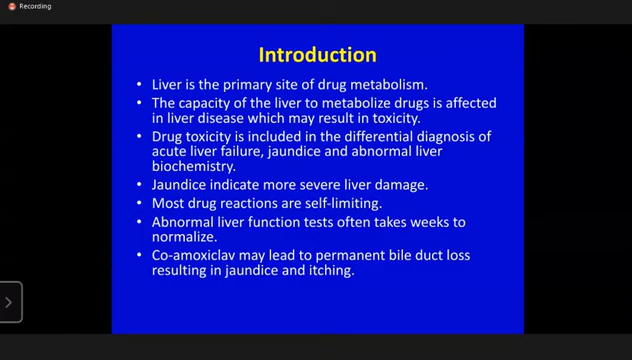 Recording
Introduction
• Liver is the primary site of drug metabolism.
• The capacity of the liver to metabolize drugs is affected
in liver disease which may result in toxicity.
• Drug toxicity is included in the differential diagnosis of
acute liver failure, jaundice and abnormal liver
biochemistry.
• Jaundice indicate more severe liver damage.
• Most drug reactions are self-limiting.
• Abnormal liver function tests often takes weeks to
normalize.
• Co-amoxiclav may lead to permanent bile duct loss
resulting in jaundice and itching.